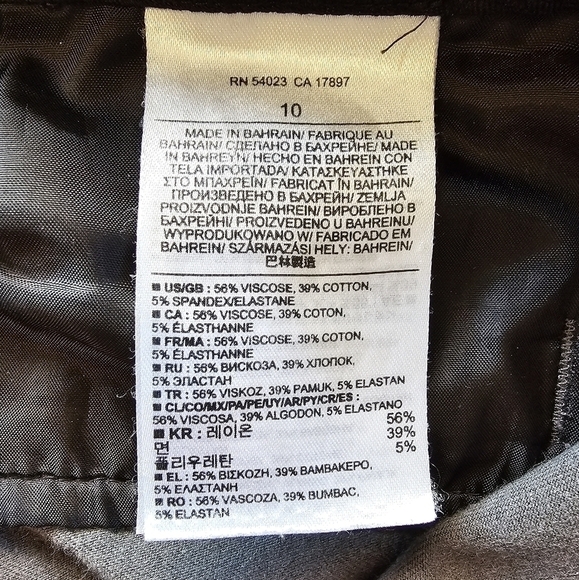 RN 54023 CA 17897
10
MADE IN BAHRAIN/ FABRIQUE AU
BAHRAIN/ СДЕЛАНО В БАХРЕЙНЕ/ MADE
IN BAHREYN/ HECHO EN BAHREIN CON
TELA IMPORTADA/ ΚΑΤΑΣΚΕΥΑΣΤΗΚΕ
ΣΤΟ ΜΠΑΧΡΕΪΝ/ FABRICAT ÎN BAHRAIN/
ПРОИЗВЕДЕНО В БАХРЕЙН/ ZEMLJA
PROIZVODNJE BAHREIN/ ВИРОБЛЕНО В
БАХРЕЙНІ/ PROIZVEDENO U BAHREINU/
WYPRODUKOWANO W/ FABRICADO EM
BAHREIN/ SZÁRMAZÁSI HELY: BAHREIN/
巴林製造
US/GB : 56% VISCOSE, 39% COTTON,
5% SPANDEX/ELASTANE
CA : 56% VISCOSE, 39% COTON,
5% ÉLASTHANNE
FR/MA : 56% VISCOSE, 39% COTON,
5% ÉLASTHANNE
RU : 56% ВИСКОЗА, 39% ХЛОПОК,
5% ЭЛАСТАН
TR : 56% VISKOZ, 39% PAMUK, 5% ELASTAN
CL/CO/MX/PA/PE/UY/AR/PY/CR/ES :
56% VISCOSA, 39% ALGODON, 5% ELASTANO
KR : 레이온 56%
면 39%
폴리우레탄 5%
EL : 56% ΒΙΣΚΟΖΗ, 39% ΒΑΜΒΑΚΕΡΟ,
5% ΕΛΑΣΤΑΝΗ
RO : 56% VASCOZA, 39% BUMBAC,
5% ELASTAN